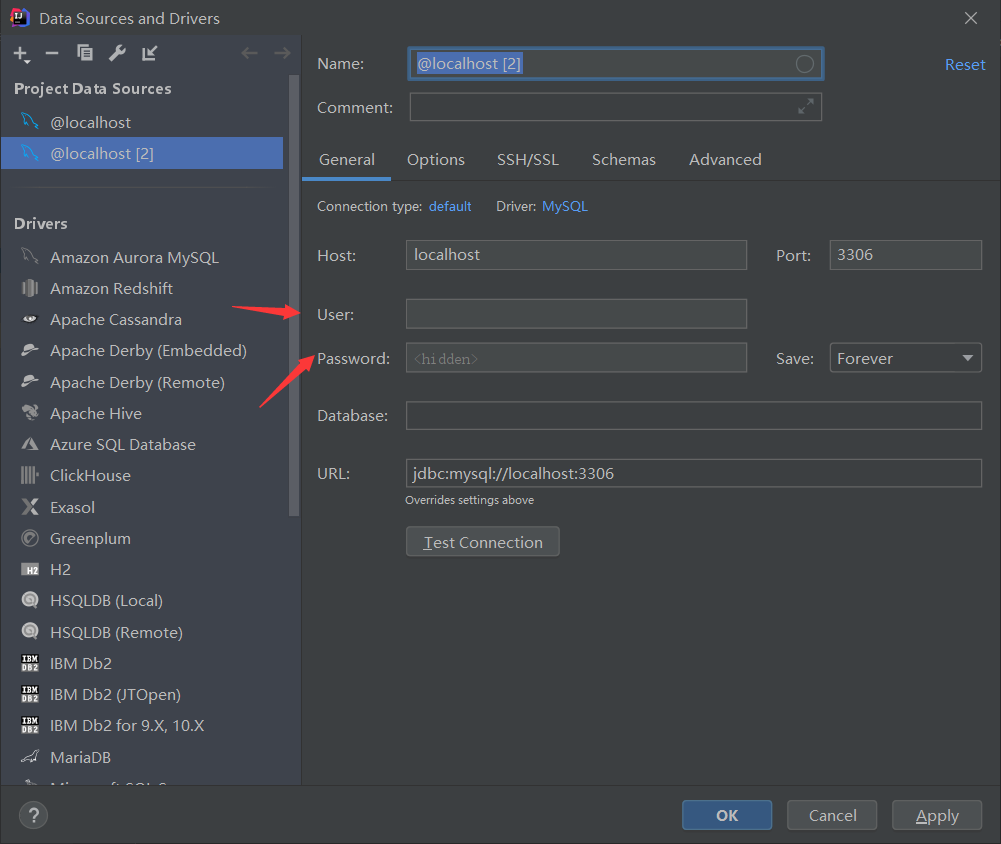 Data Sources and Drivers
Project Data Sources
@localhost
@localhost [2]
Drivers
Amazon Aurora MySQL
Amazon Redshift
Apache Cassandra
Apache Derby (Embedded)
Apache Derby (Remote)
Apache Hive
Azure SQL Database
ClickHouse
Exasol
Greenplum
H2
HSQLDB (Local)
HSQLDB (Remote)
IBM Db2
IBM Db2 (JTOpen)
IBM Db2 for 9.X, 10.X
MariaDB
Name: @localhost [2] Reset
Comment:
General Options SSH/SSL Schemas Advanced
Connection type: default Driver: MySQL
Host: localhost Port: 3306
User:
Password: <hidden> Save: Forever
Database:
URL: jdbc:mysql://localhost:3306
Overrides settings above
Test Connection
? OK Cancel Apply